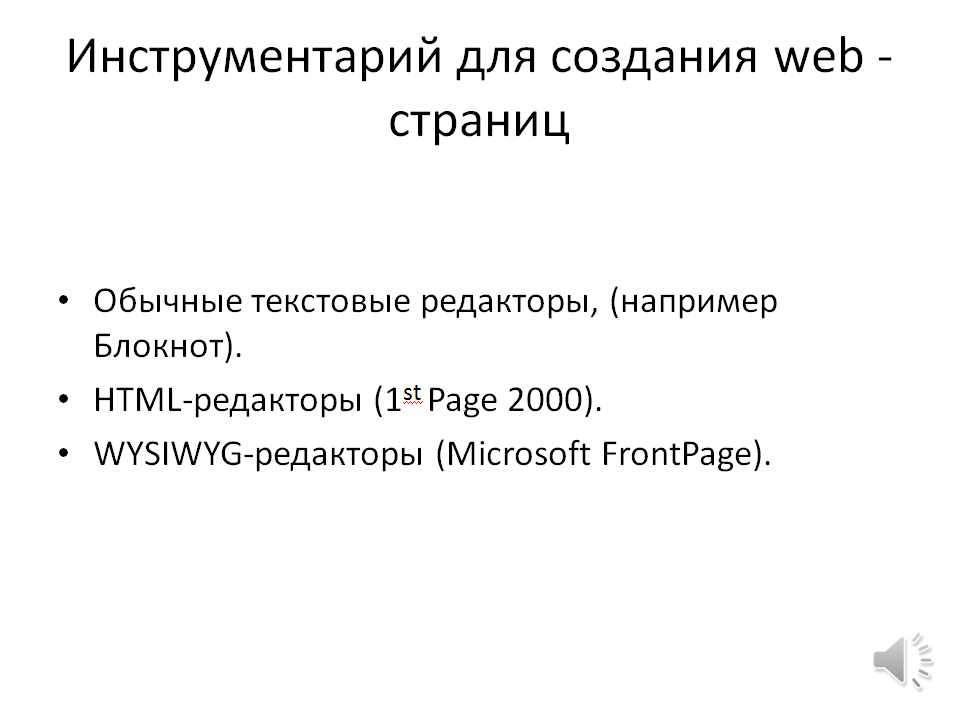 Инструментарий для создания web -
страниц
• Обычные текстовые редакторы, (например
Блокнот).
• HTML-редакторы (1st Page 2000).
• WYSIWYG-редакторы (Microsoft FrontPage).